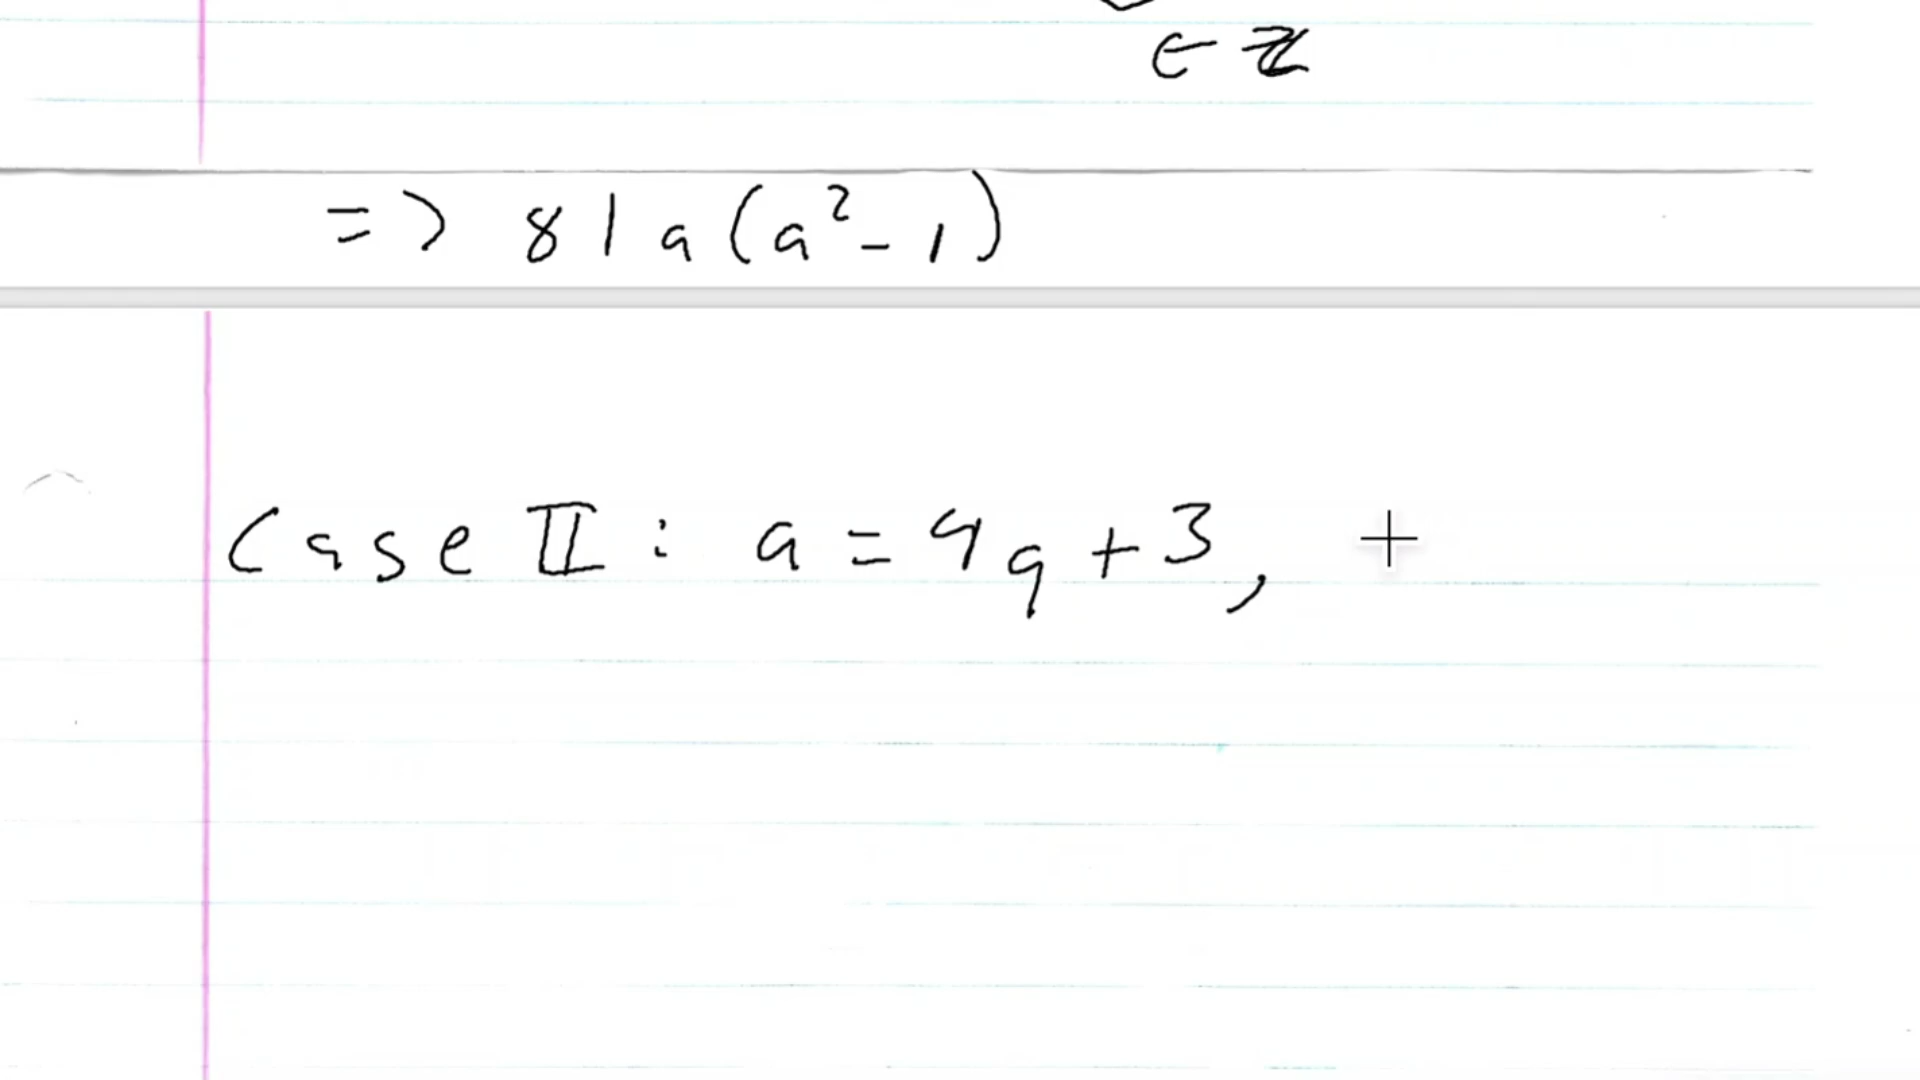 ∈ ℤ
=> 8 | a(a² - 1)
Case II : a = 4q + 3,